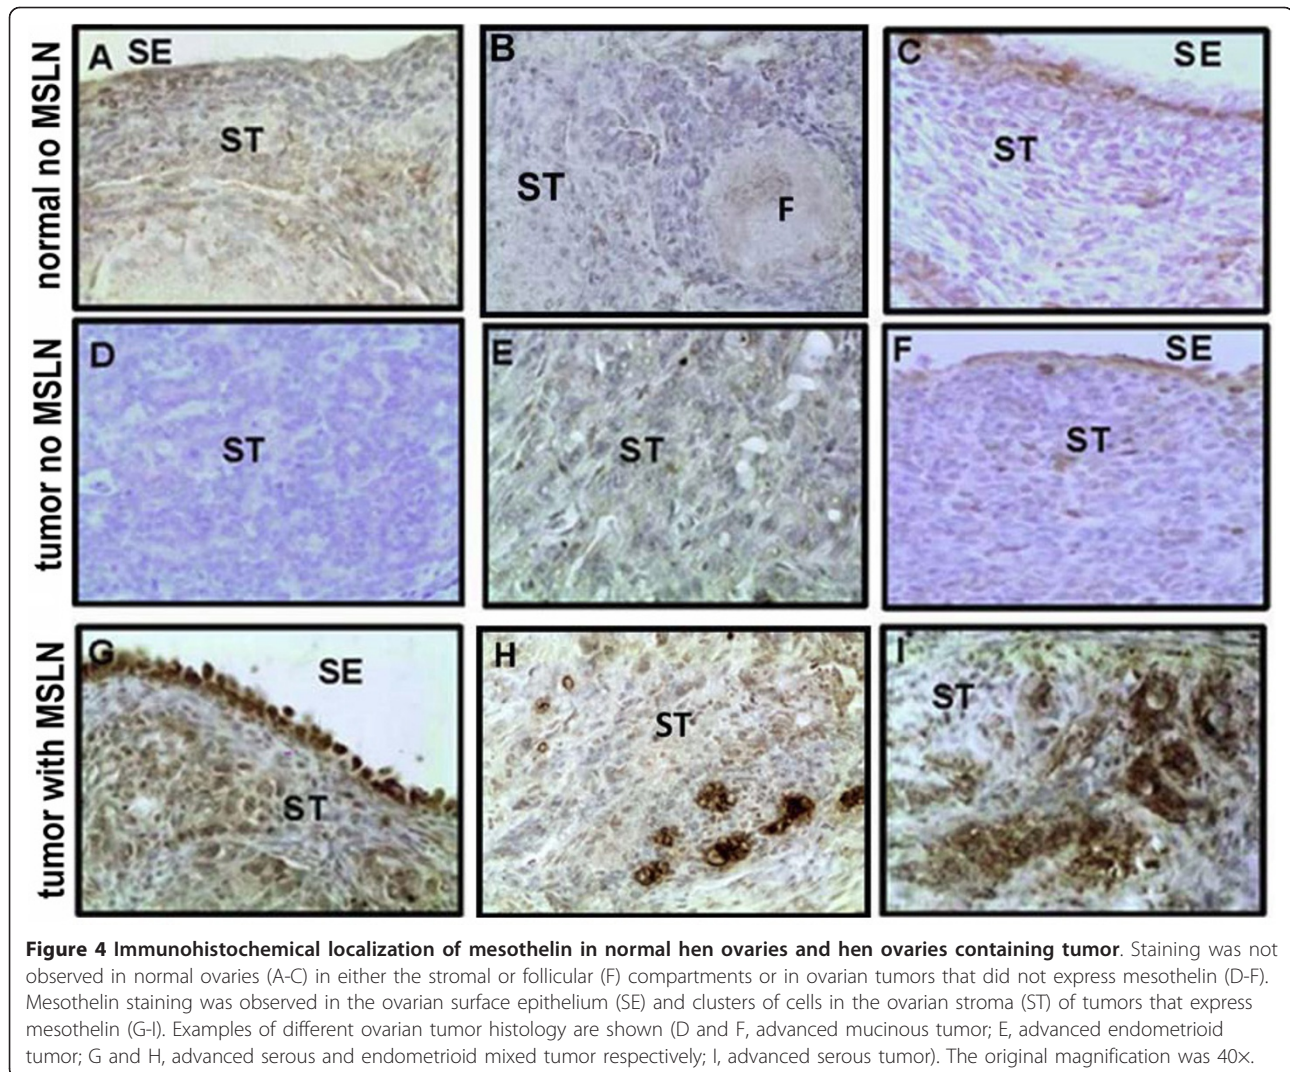 normal no MSLN
A SE
ST
B
ST
F
C SE
ST
tumor no MSLN
D
ST
E
ST
F SE
ST
tumor with MSLN
G SE
ST
H
ST
I
ST
Figure 4 Immunohistochemical localization of mesothelin in normal hen ovaries and hen ovaries containing tumor. Staining was not
observed in normal ovaries (A-C) in either the stromal or follicular (F) compartments or in ovarian tumors that did not express mesothelin (D-F).
Mesothelin staining was observed in the ovarian surface epithelium (SE) and clusters of cells in the ovarian stroma (ST) of tumors that express
mesothelin (G-I). Examples of different ovarian tumor histology are shown (D and F, advanced mucinous tumor; E, advanced endometrioid
tumor; G and H, advanced serous and endometrioid mixed tumor respectively; I, advanced serous tumor). The original magnification was 40×.